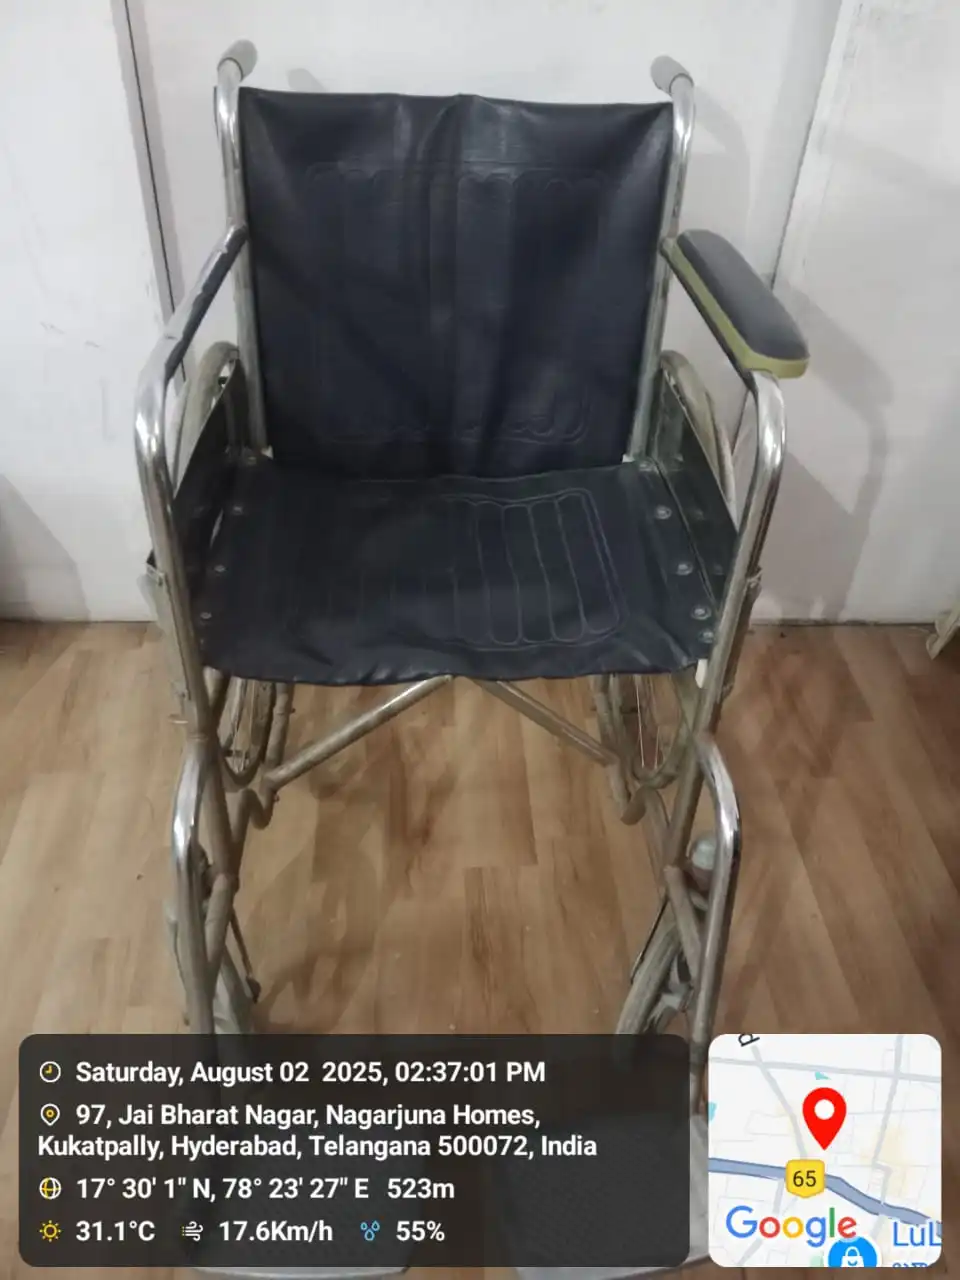 Saturday, August 02 2025, 02:37:01 PM
97, Jai Bharat Nagar, Nagarjuna Homes,
Kukatpally, Hyderabad, Telangana 500072, India
17° 30' 1" N, 78° 23' 27" E 523m
31.1°C 17.6Km/h 55%
65
Google
LuL